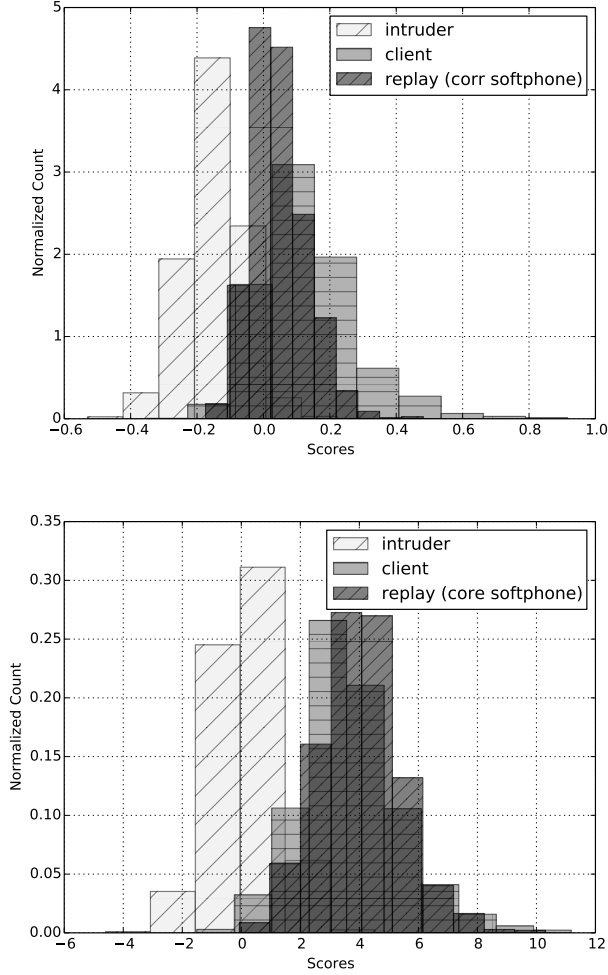 5
4
3
2
1
0
Normalized Count
intruder
client
replay (corr softphone)
−0.6 −0.4 −0.2 0.0 0.2 0.4 0.6 0.8 1.0
Scores
0.35
0.30
0.25
0.20
0.15
0.10
0.05
0.00
Normalized Count
intruder
client
replay (core softphone)
−6 −4 −2 0 2 4 6 8 10 12
Scores